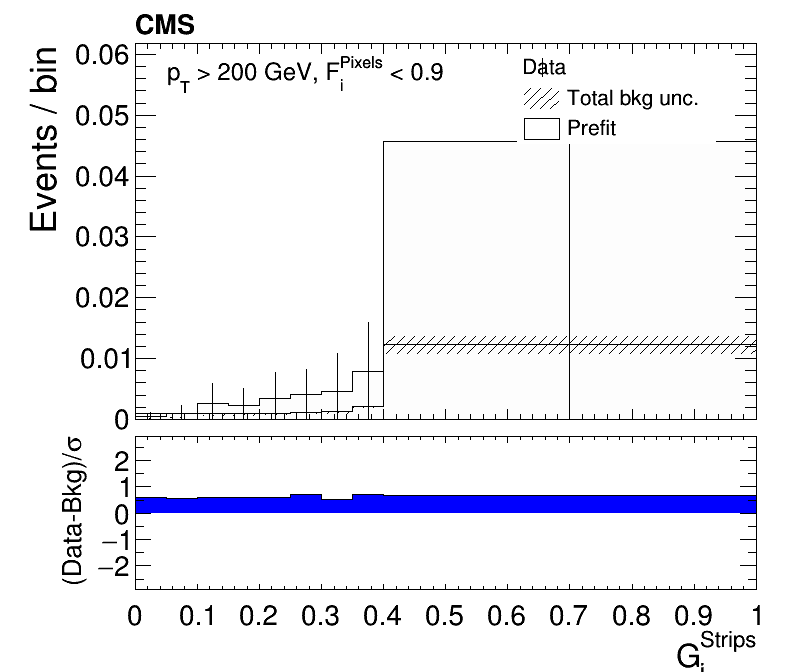 CMS
p_T > 200 GeV, F_i^Pixels < 0.9
Data
Total bkg unc.
Prefit
Events / bin
0.06
0.05
0.04
0.03
0.02
0.01
0
(Data-Bkg)/σ
2
1
0
−1
−2
0 0.1 0.2 0.3 0.4 0.5 0.6 0.7 0.8 0.9 1
G_i^Strips